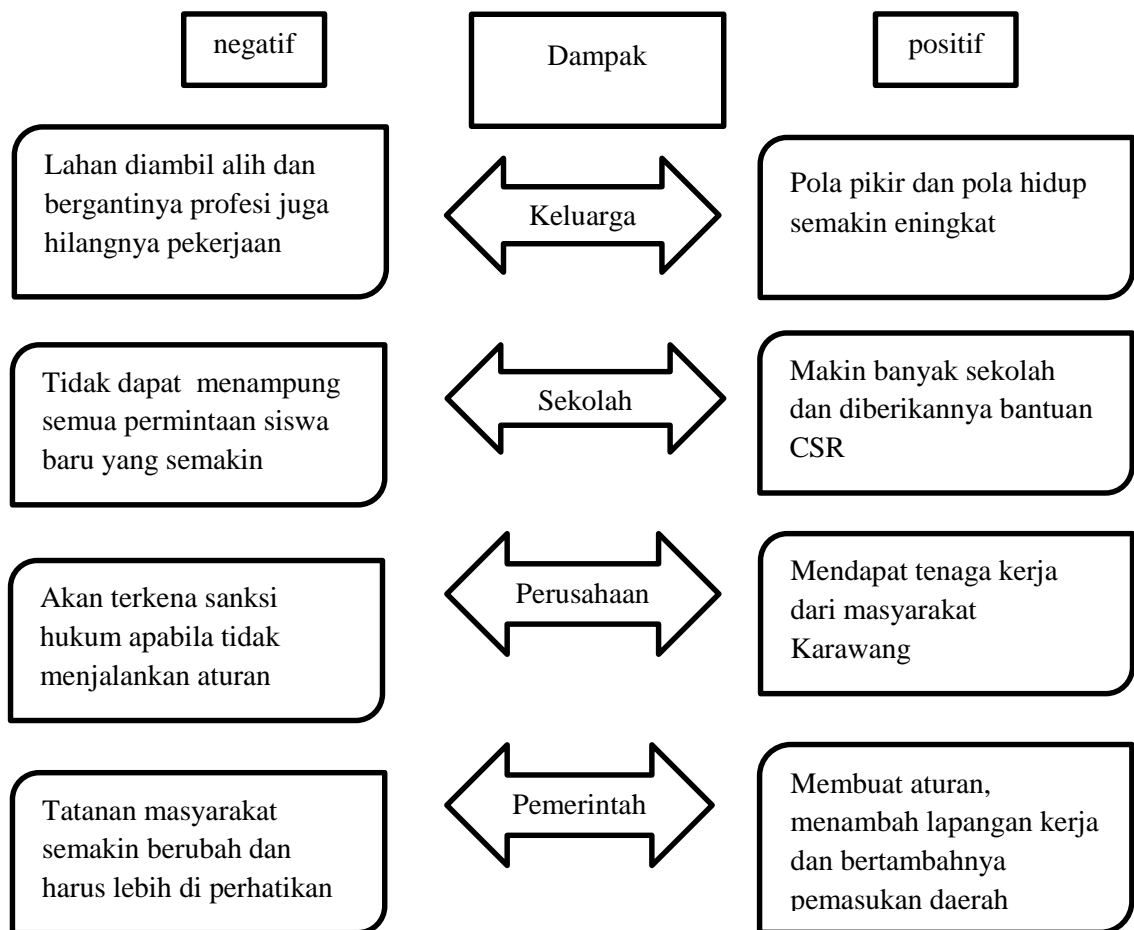 negatif
Dampak
positif
Lahan diambil alih dan
bergantinya profesi juga
hilangnya pekerjaan
Keluarga
Pola pikir dan pola hidup
semakin eningkat
Tidak dapat  menampung
semua permintaan siswa
baru yang semakin
Sekolah
Makin banyak sekolah
dan diberikannya bantuan
CSR
Akan terkena sanksi
hukum apabila tidak
menjalankan aturan
Perusahaan
Mendapat tenaga kerja
dari masyarakat
Karawang
Tatanan masyarakat
semakin berubah dan
harus lebih di perhatikan
Pemerintah
Membuat aturan,
menambah lapangan kerja
dan bertambahnya
pemasukan daerah